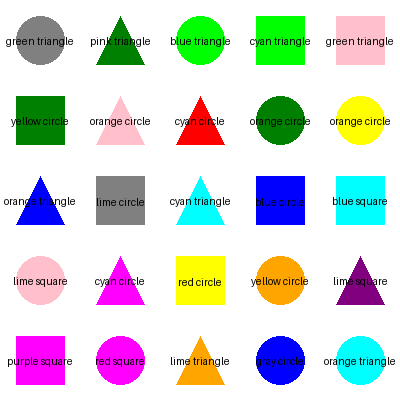 green triangle pink triangle blue triangle cyan triangle green triangle
yellow circle orange circle cyan circle orange circle orange circle
orange triangle lime circle cyan triangle blue circle blue square
lime square cyan circle red circle yellow circle lime square
purple square red square lime triangle gray circle orange triangle